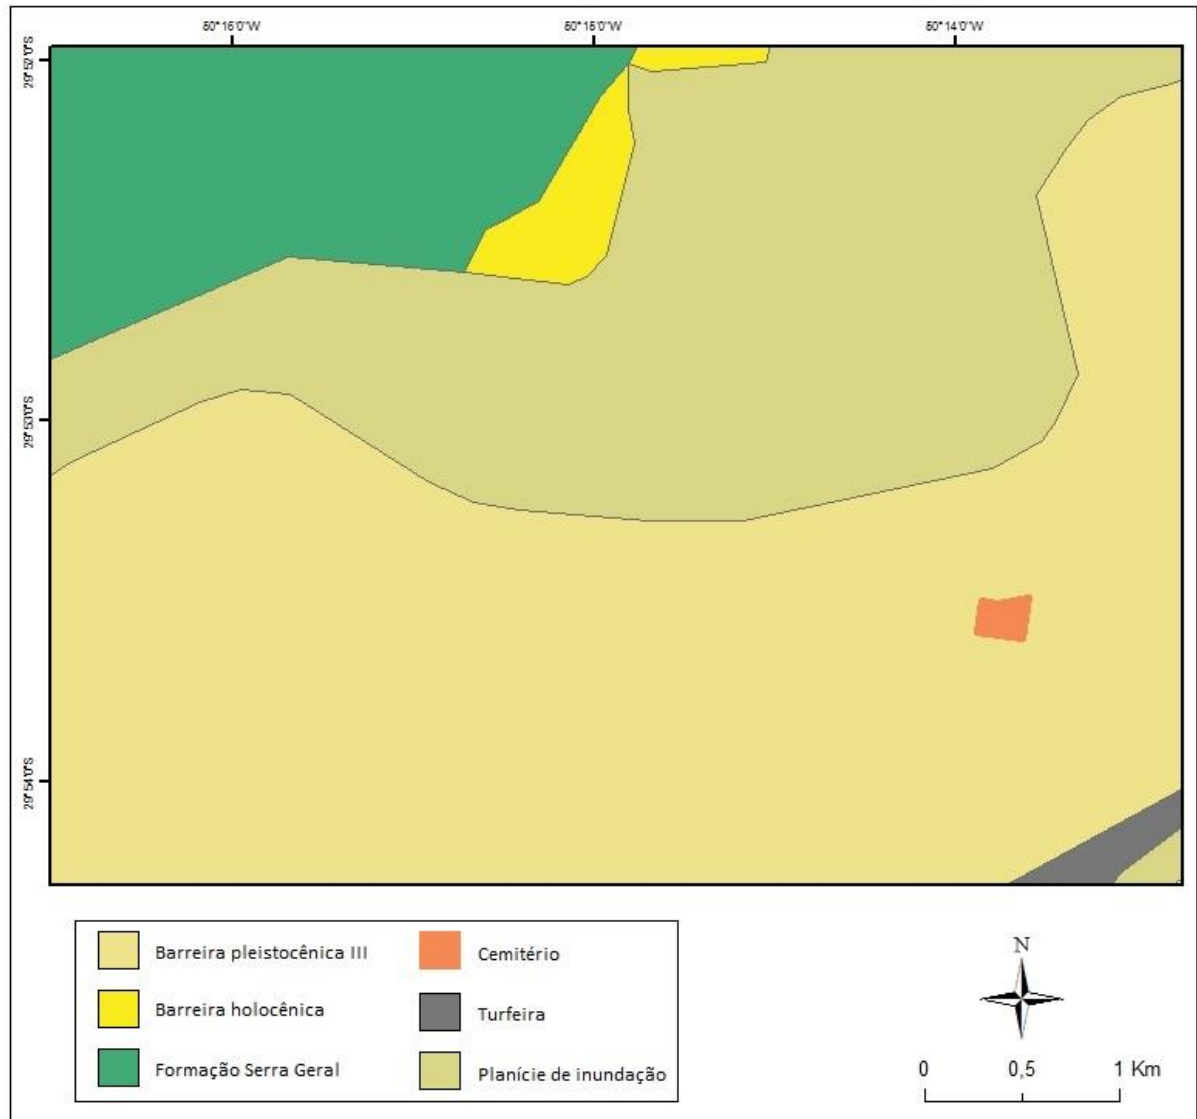 50°16'0"W 50°15'0"W 50°14'0"W
29°52'0"S
29°53'0"S
29°54'0"S
Barreira pleistocênica III
Barreira holocênica
Formação Serra Geral
Cemitério
Turfeira
Planície de inundação
N
0 0,5 1 Km